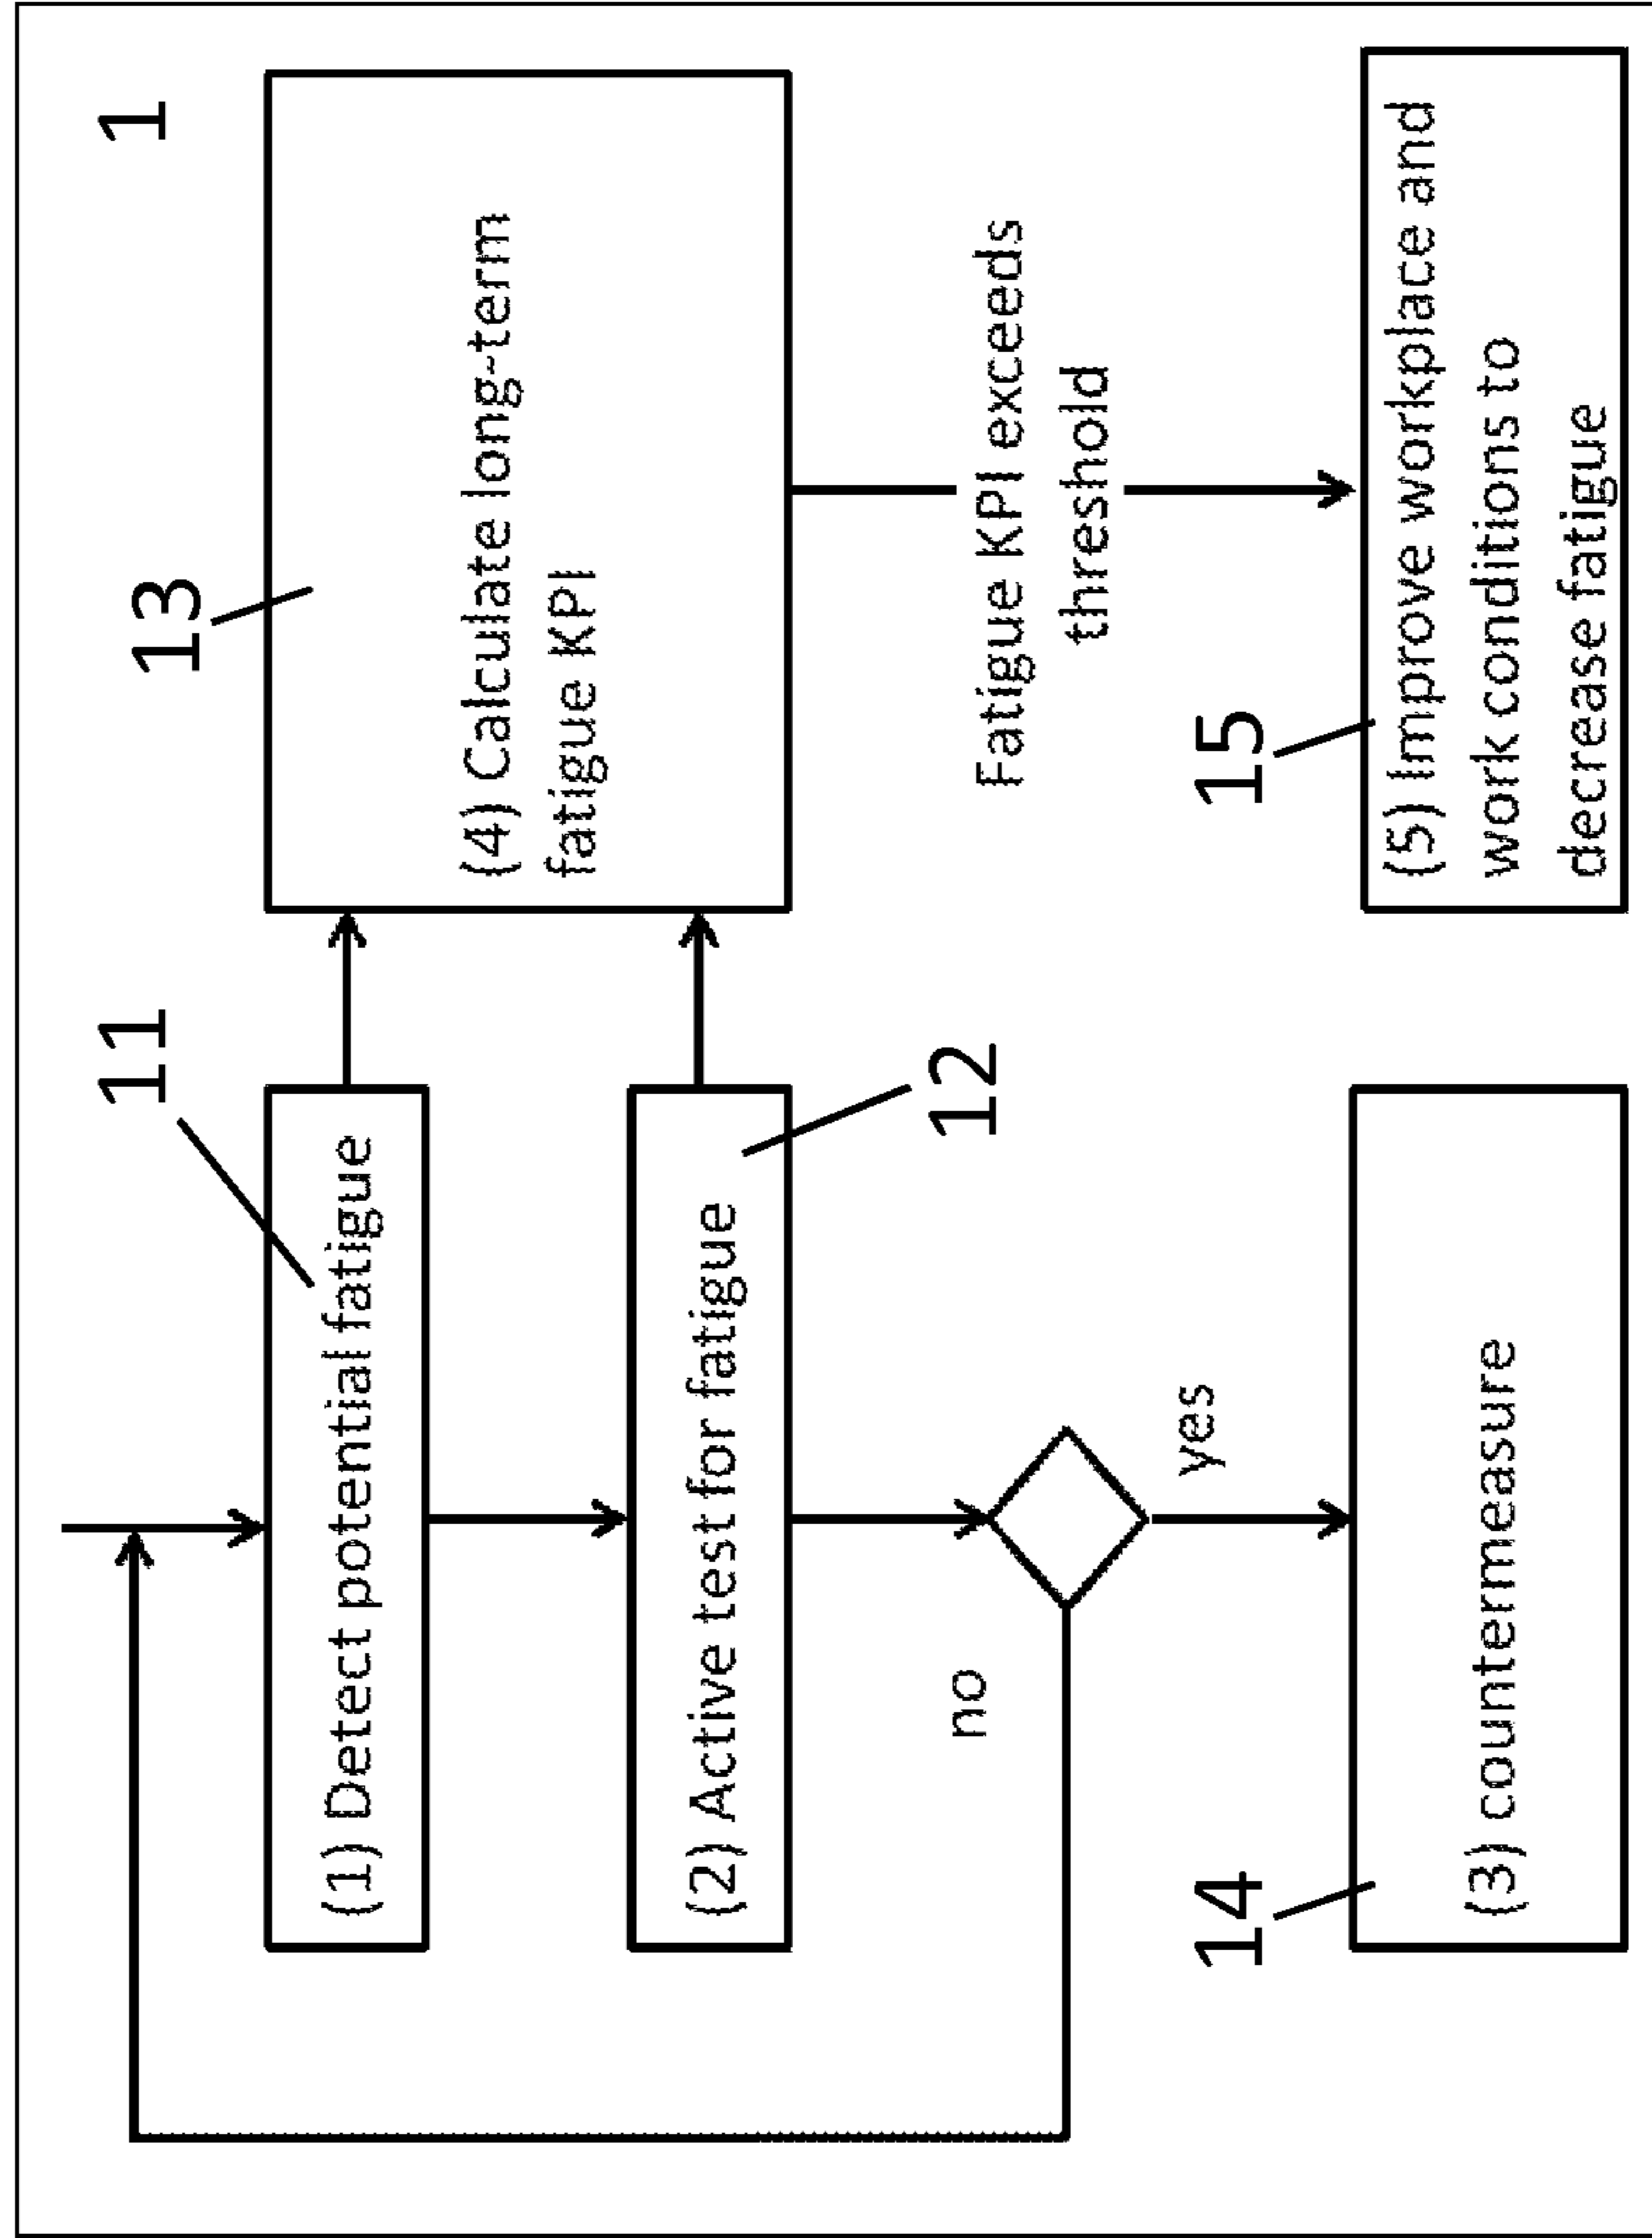 1
11
13
(1) Detect potential fatigue
(4) Calculate long-term
fatigue KPI
(2) Active test for fatigue
12
no
yes
Fatigue KPI exceeds
threshold
14
15
(3) countermeasure
(5) Improve workplace and
work conditions to
decrease fatigue